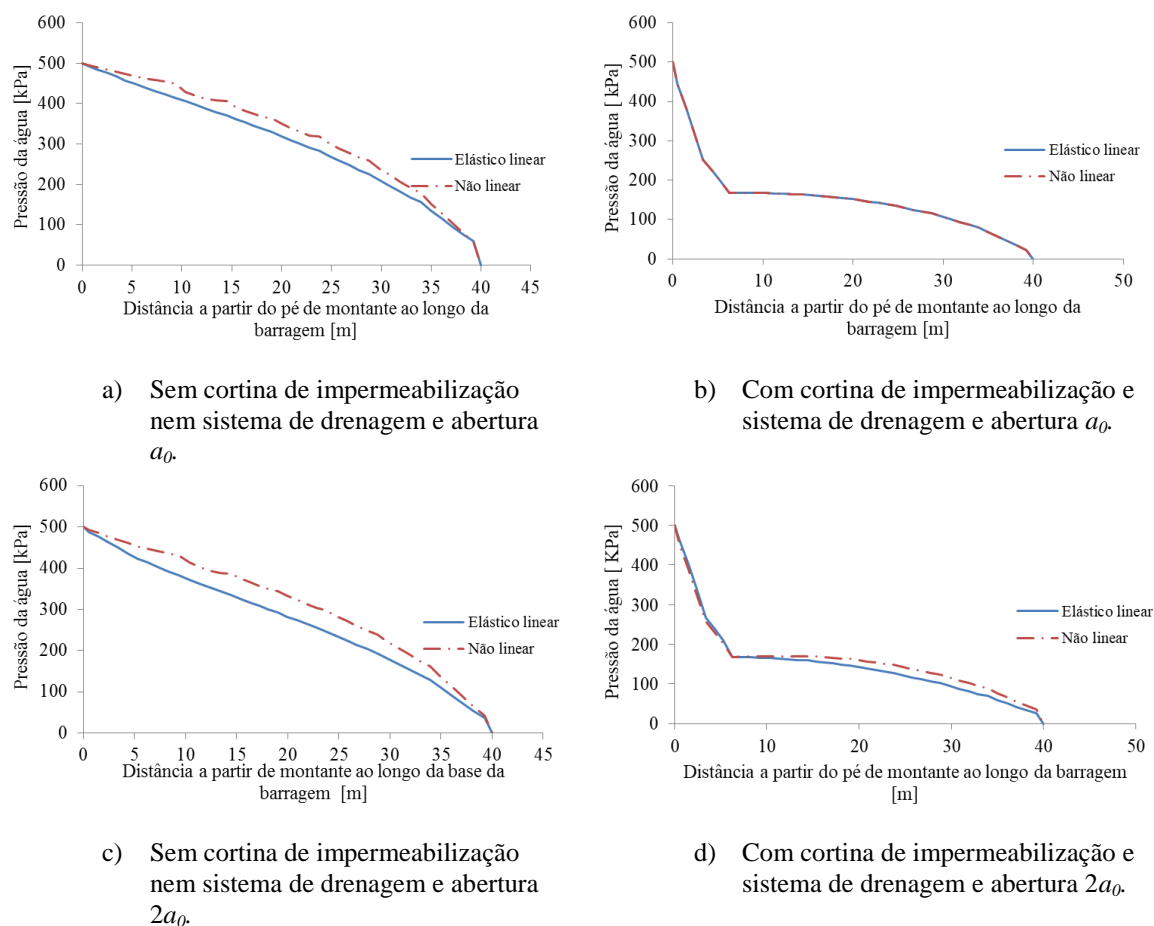 600
500
400
300
200
100
0
Pressão da água [kPa]
Elástico linear
Não linear
0 5 10 15 20 25 30 35 40 45
Distância a partir do pé de montante ao longo da
barragem [m]
a) Sem cortina de impermeabilização
nem sistema de drenagem e abertura
a0.
600
500
400
300
200
100
0
Pressão da água [ kPa]
Elástico linear
Não linear
0 10 20 30 40 50
Distância a partir do pé de montante ao longo da
barragem [m]
b) Com cortina de impermeabilização e
sistema de drenagem e abertura a0.
600
500
400
300
200
100
0
Pressão da água [kPa]
Elástico linear
Não linear
0 5 10 15 20 25 30 35 40 45
Distância a partir de montante ao longo da base da
barragem [m]
c) Sem cortina de impermeabilização
nem sistema de drenagem e abertura
2a0.
600
500
400
300
200
100
0
Pressão da água [ KPa]
Elástico linear
Não linear
0 10 20 30 40 50
Distância a partir do pé de montante ao longo da barragem
[m]
d) Com cortina de impermeabilização e
sistema de drenagem e abertura 2a0.